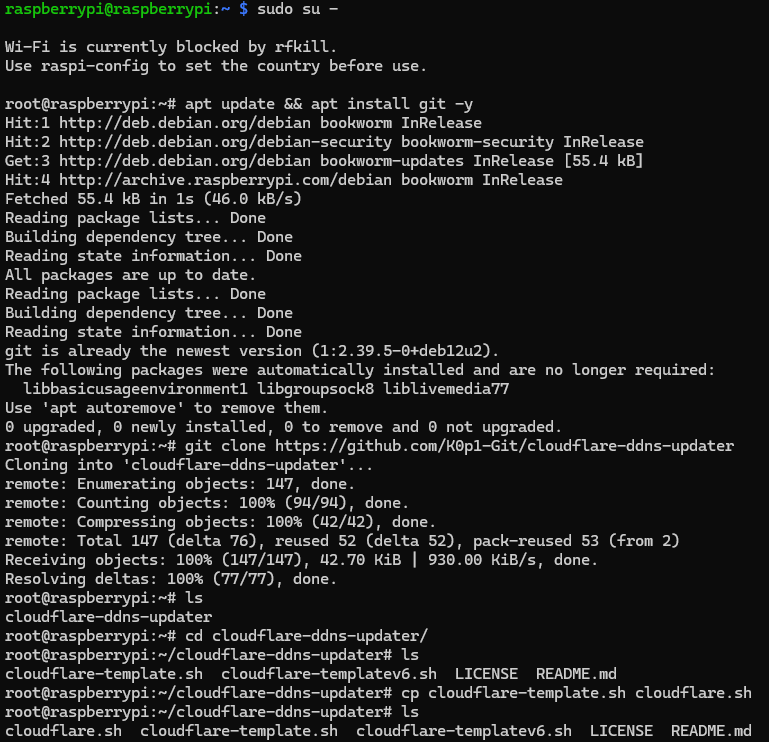 raspberrypi@raspberrypi:~ $ sudo su -
Wi-Fi is currently blocked by rfkill.
Use raspi-config to set the country before use.
root@raspberrypi:~# apt update && apt install git -y
Hit:1 http://deb.debian.org/debian bookworm InRelease
Hit:2 http://deb.debian.org/debian-security bookworm-security InRelease
Get:3 http://deb.debian.org/debian bookworm-updates InRelease [55.4 kB]
Hit:4 http://archive.raspberrypi.com/debian bookworm InRelease
Fetched 55.4 kB in 1s (46.0 kB/s)
Reading package lists... Done
Building dependency tree... Done
Reading state information... Done
All packages are up to date.
Reading package lists... Done
Building dependency tree... Done
Reading state information... Done
git is already the newest version (1:2.39.5-0+deb12u2).
The following packages were automatically installed and are no longer required:
  libbasicusageenvironment1 libgroupsock8 liblivemedia77
Use 'apt autoremove' to remove them.
0 upgraded, 0 newly installed, 0 to remove and 0 not upgraded.
root@raspberrypi:~# git clone https://github.com/K0p1-Git/cloudflare-ddns-updater
Cloning into 'cloudflare-ddns-updater'...
remote: Enumerating objects: 147, done.
remote: Counting objects: 100% (94/94), done.
remote: Compressing objects: 100% (42/42), done.
remote: Total 147 (delta 76), reused 52 (delta 52), pack-reused 53 (from 2)
Receiving objects: 100% (147/147), 42.70 KiB | 930.00 KiB/s, done.
Resolving deltas: 100% (77/77), done.
root@raspberrypi:~# ls
cloudflare-ddns-updater
root@raspberrypi:~# cd cloudflare-ddns-updater/
root@raspberrypi:~/cloudflare-ddns-updater# ls
cloudflare-template.sh  cloudflare-templatev6.sh  LICENSE  README.md
root@raspberrypi:~/cloudflare-ddns-updater# cp cloudflare-template.sh cloudflare.sh
root@raspberrypi:~/cloudflare-ddns-updater# ls
cloudflare.sh  cloudflare-template.sh  cloudflare-templatev6.sh  LICENSE  README.md